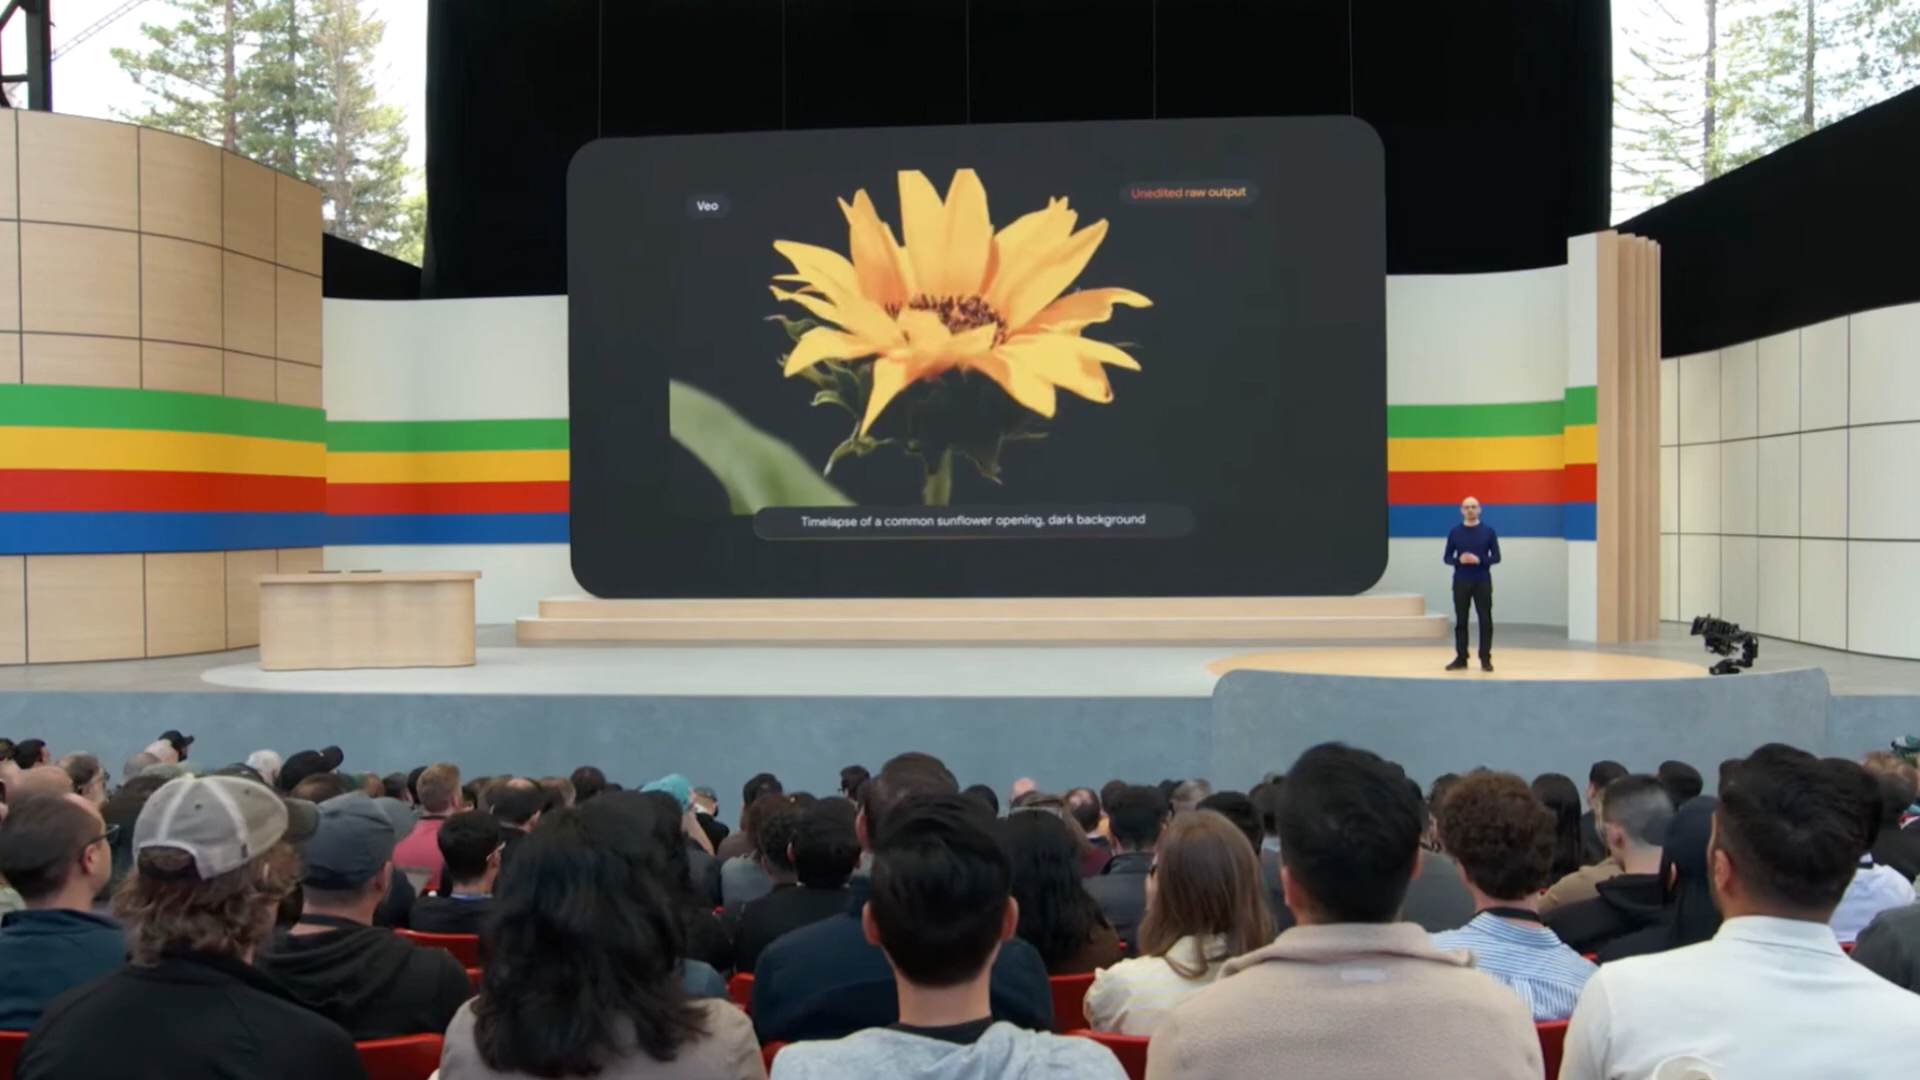 Veo
Unedited raw output
Timelapse of a common sunflower opening, dark background